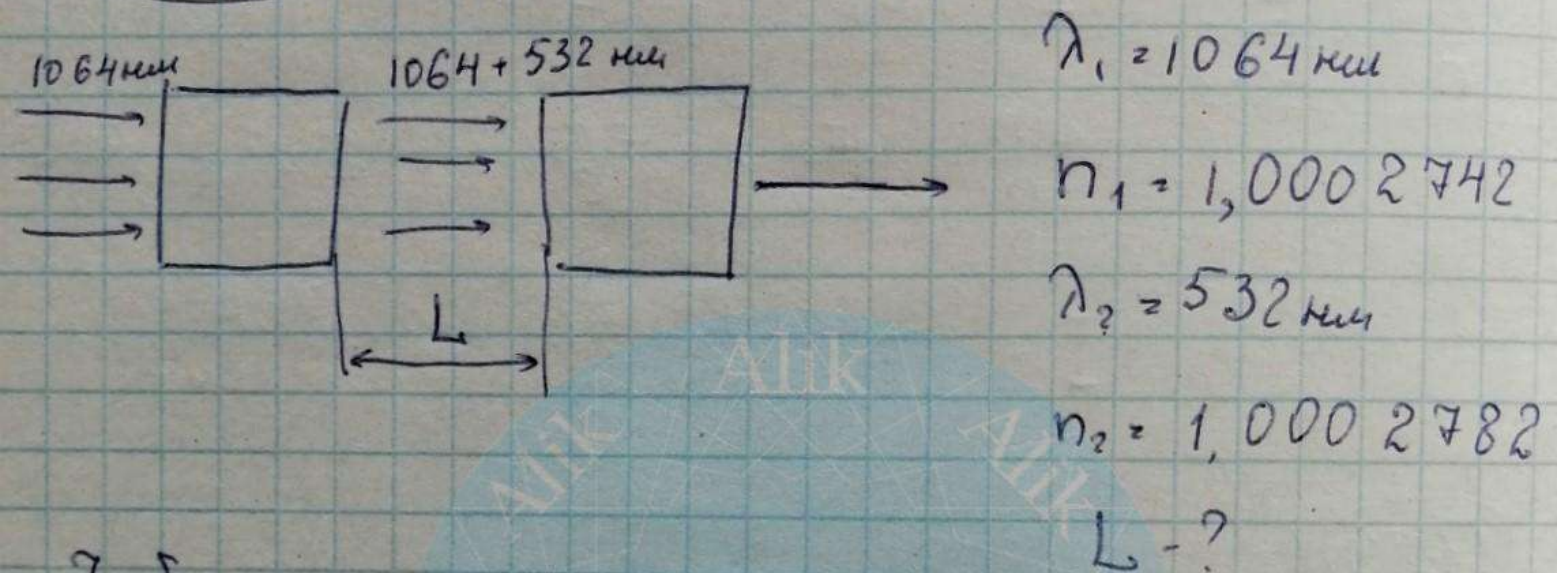 1064нм
1064 + 532 нм
λ₁ = 1064 нм
n₁ = 1,0002742
λ₂ = 532 нм
n₂ = 1,0002782
L
L - ?
Alik
Alik
Alik